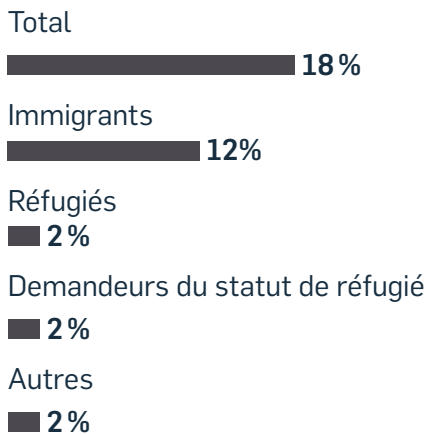 Total
18 %
Immigrants
12%
Réfugiés
2 %
Demandeurs du statut de réfugié
2 %
Autres
2 %